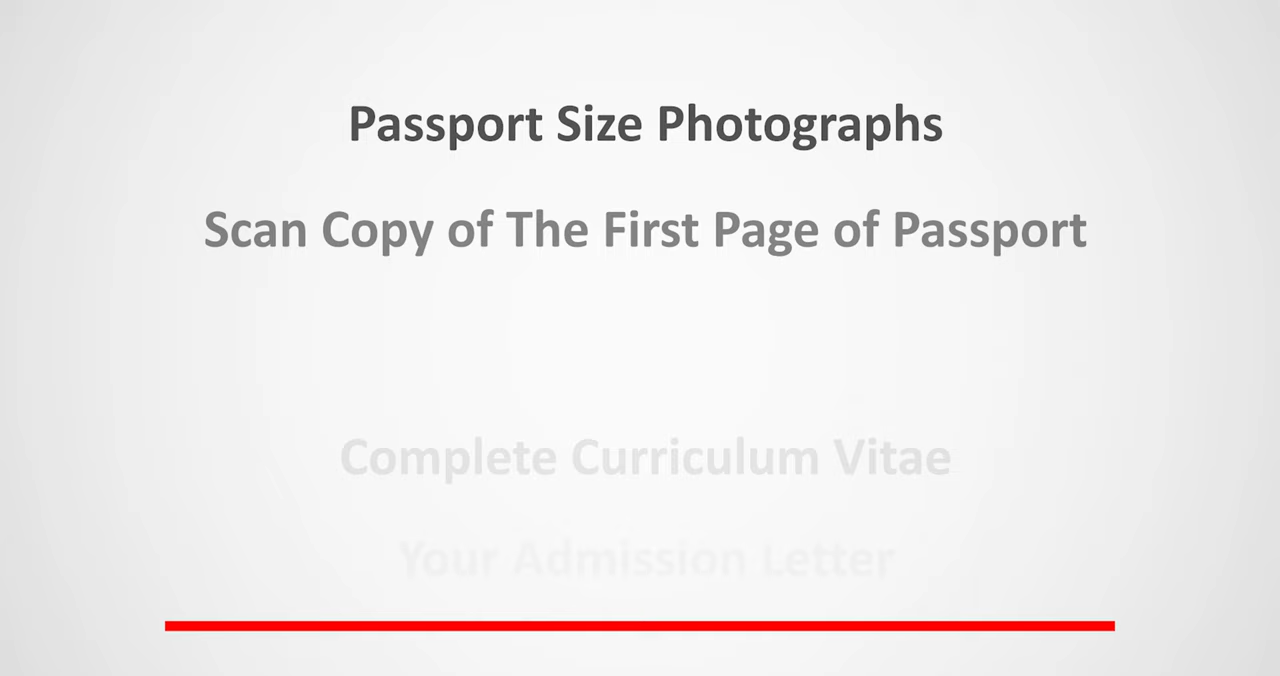 Passport Size Photographs
Scan Copy of The First Page of Passport
Complete Curriculum Vitae
Your Admission Letter